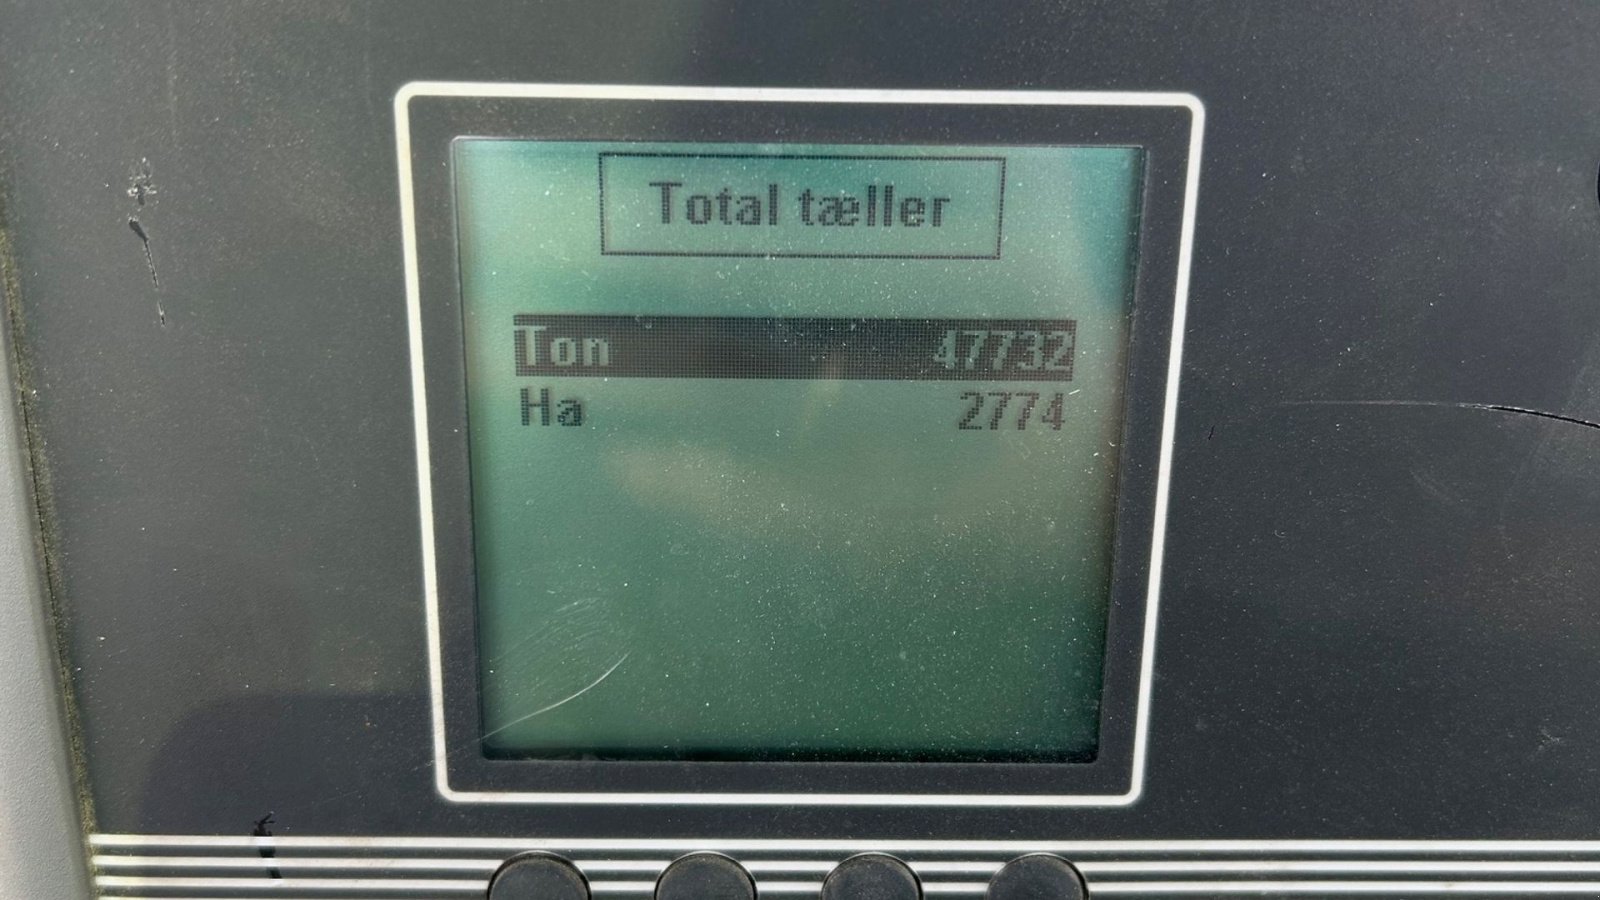 Total tæller
Ton 47732
Ha 2774